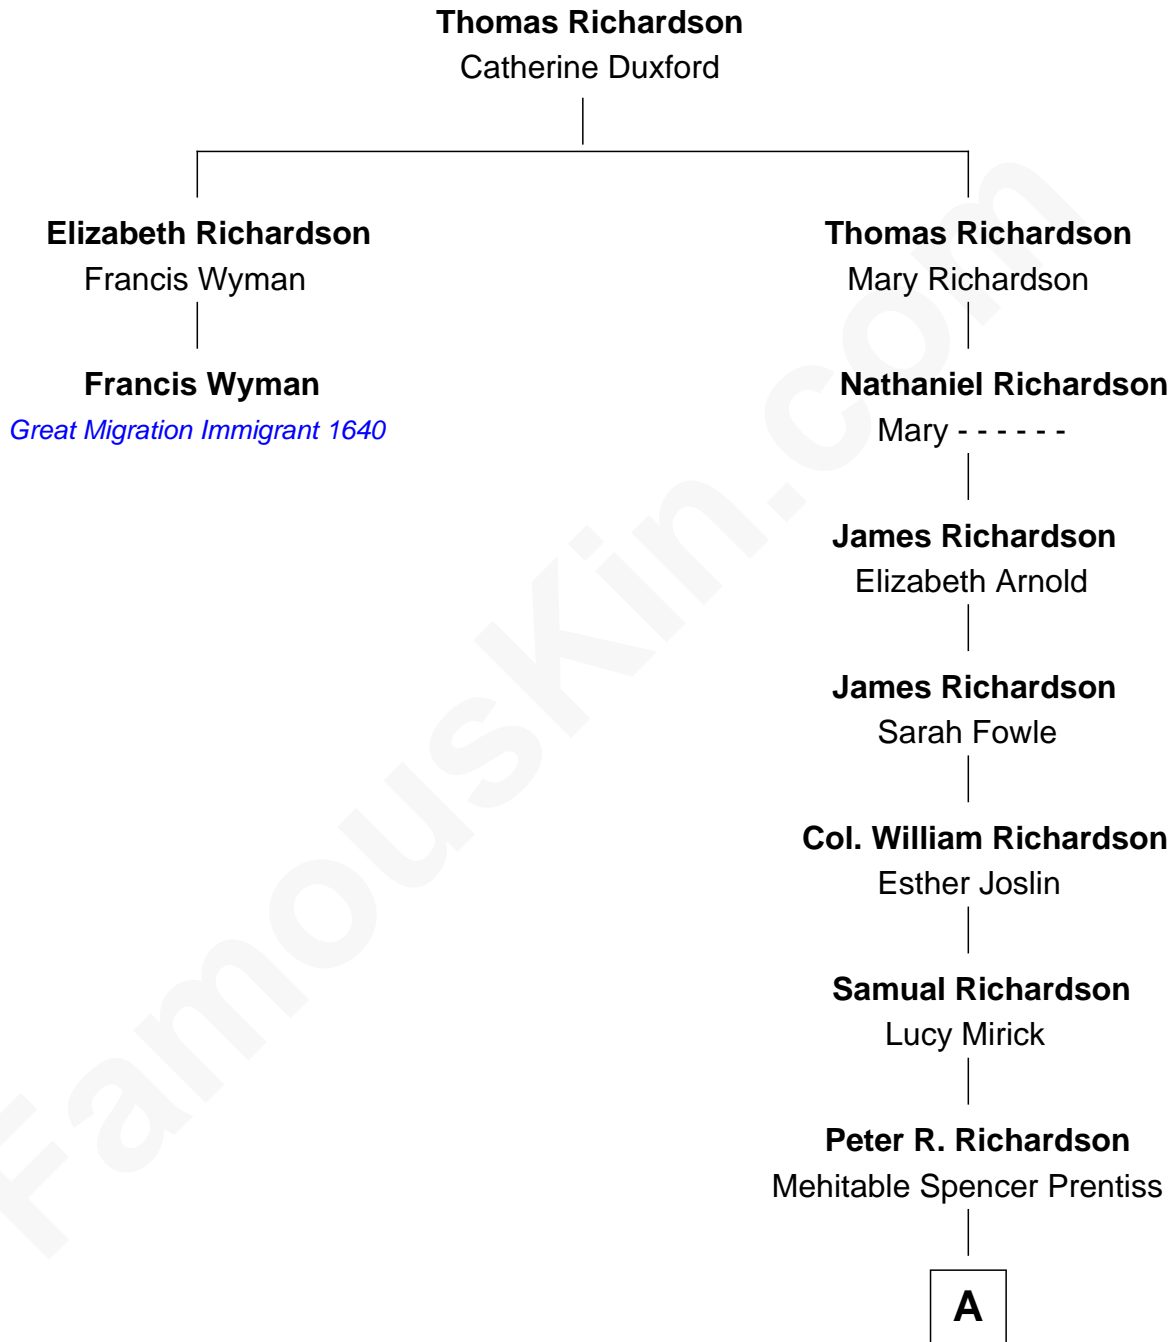 Thomas Richardson
Catherine Duxford
Elizabeth Richardson
Francis Wyman
Thomas Richardson
Mary Richardson
Francis Wyman
Great Migration Immigrant 1640
Nathaniel Richardson
Mary - - - - - -
James Richardson
Elizabeth Arnold
James Richardson
Sarah Fowle
Col. William Richardson
Esther Joslin
Samual Richardson
Lucy Mirick
Peter R. Richardson
Mehitable Spencer Prentiss
A
FamousKin.com